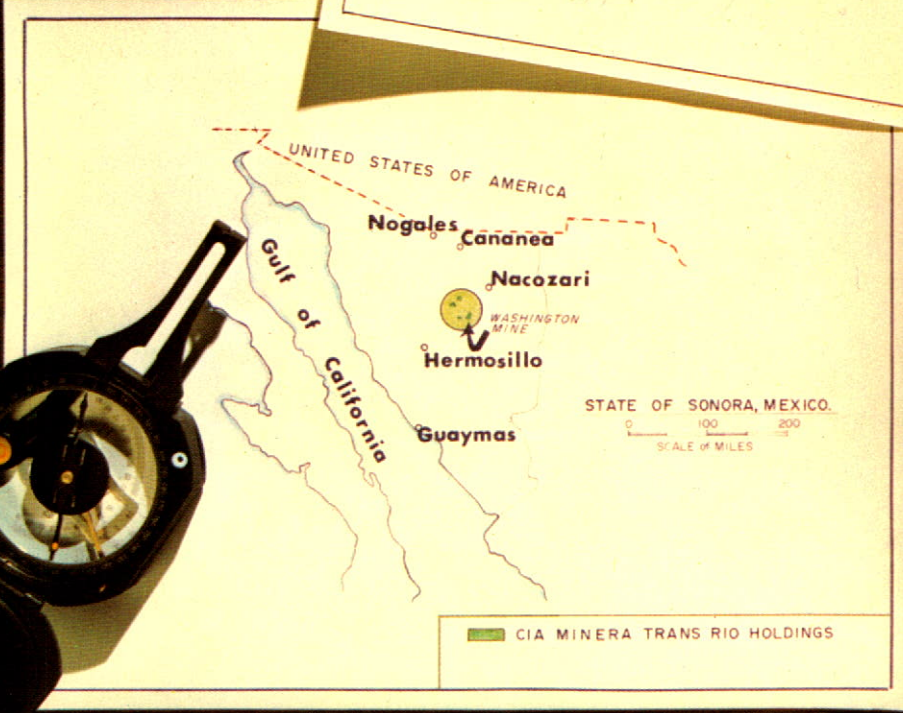 UNITED STATES OF AMERICA
Nogales
Cananea
Nacozari
WASHINGTON
MINE
Hermosillo
Gulf of California
Guaymas
STATE OF SONORA, MEXICO.
0 100 200
SCALE of MILES
CIA MINERA TRANS RIO HOLDINGS